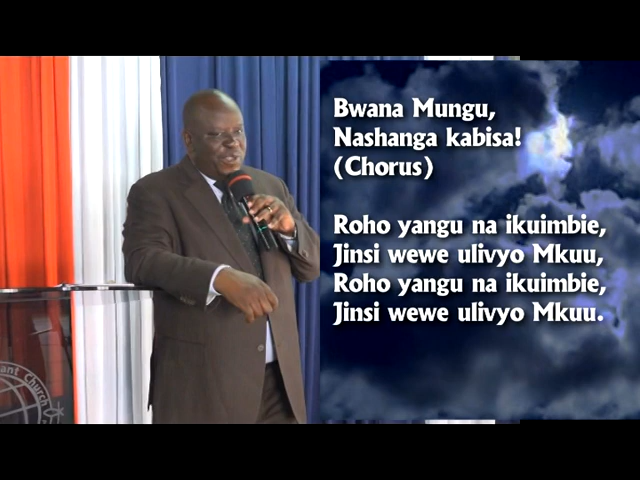 Bwana Mungu,
Nashanga kabisa!
(Chorus)
Roho yangu na ikuimbie,
Jinsi wewe ulivyo Mkuu,
Roho yangu na ikuimbie,
Jinsi wewe ulivyo Mkuu.
Church